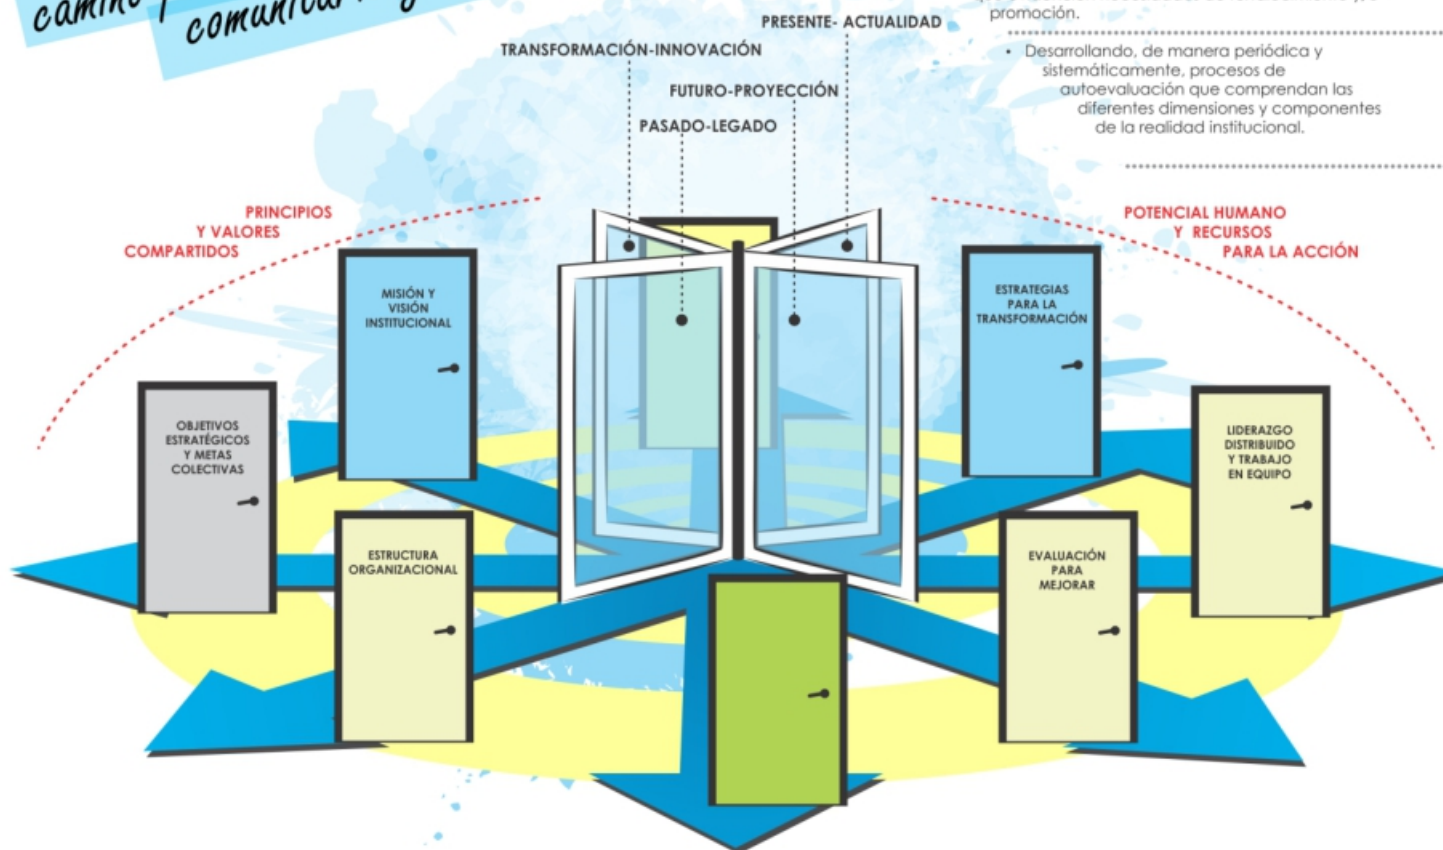 camino
comunicar
promoción.
• Desarrollando, de manera periódica y
sistemáticamente, procesos de
autoevaluación que comprendan las
diferentes dimensiones y componentes
de la realidad institucional.
PRESENTE- ACTUALIDAD
TRANSFORMACIÓN-INNOVACIÓN
FUTURO-PROYECCIÓN
PASADO-LEGADO
PRINCIPIOS
Y VALORES
COMPARTIDOS
POTENCIAL HUMANO
Y RECURSOS
PARA LA ACCIÓN
MISIÓN Y
VISIÓN
INSTITUCIONAL
ESTRATEGIAS
PARA LA
TRANSFORMACIÓN
OBJETIVOS
ESTRATÉGICOS
Y METAS
COLECTIVAS
LIDERAZGO
DISTRIBUIDO
Y TRABAJO
EN EQUIPO
ESTRUCTURA
ORGANIZACIONAL
EVALUACIÓN
PARA
MEJORAR